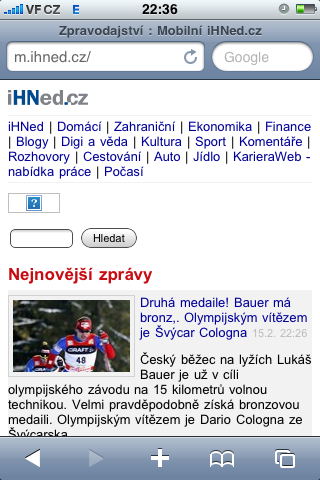 VF CZ E 22:36
Zpravodajství : Mobilní iHNed.cz
m.ihned.cz/ Google
iHNed.cz
iHNed | Domácí | Zahraniční | Ekonomika | Finance
| Blogy | Digi a věda | Kultura | Sport | Komentáře |
Rozhovory | Cestování | Auto | Jídlo | KarieraWeb -
nabídka práce | Počasí
?
Hledat
Nejnovější zprávy
Druhá medaile! Bauer má
bronz,. Olympijským vítězem
je Švýcar Cologna 15.2. 22:26
CRAFT
48
Český běžec na lyžích Lukáš
Bauer je už v cíli
olympijského závodu na 15 kilometrů volnou
technikou. Velmi pravděpodobně získá bronzovou
medaili. Olympijským vítězem je Dario Cologna ze
Švýcarska